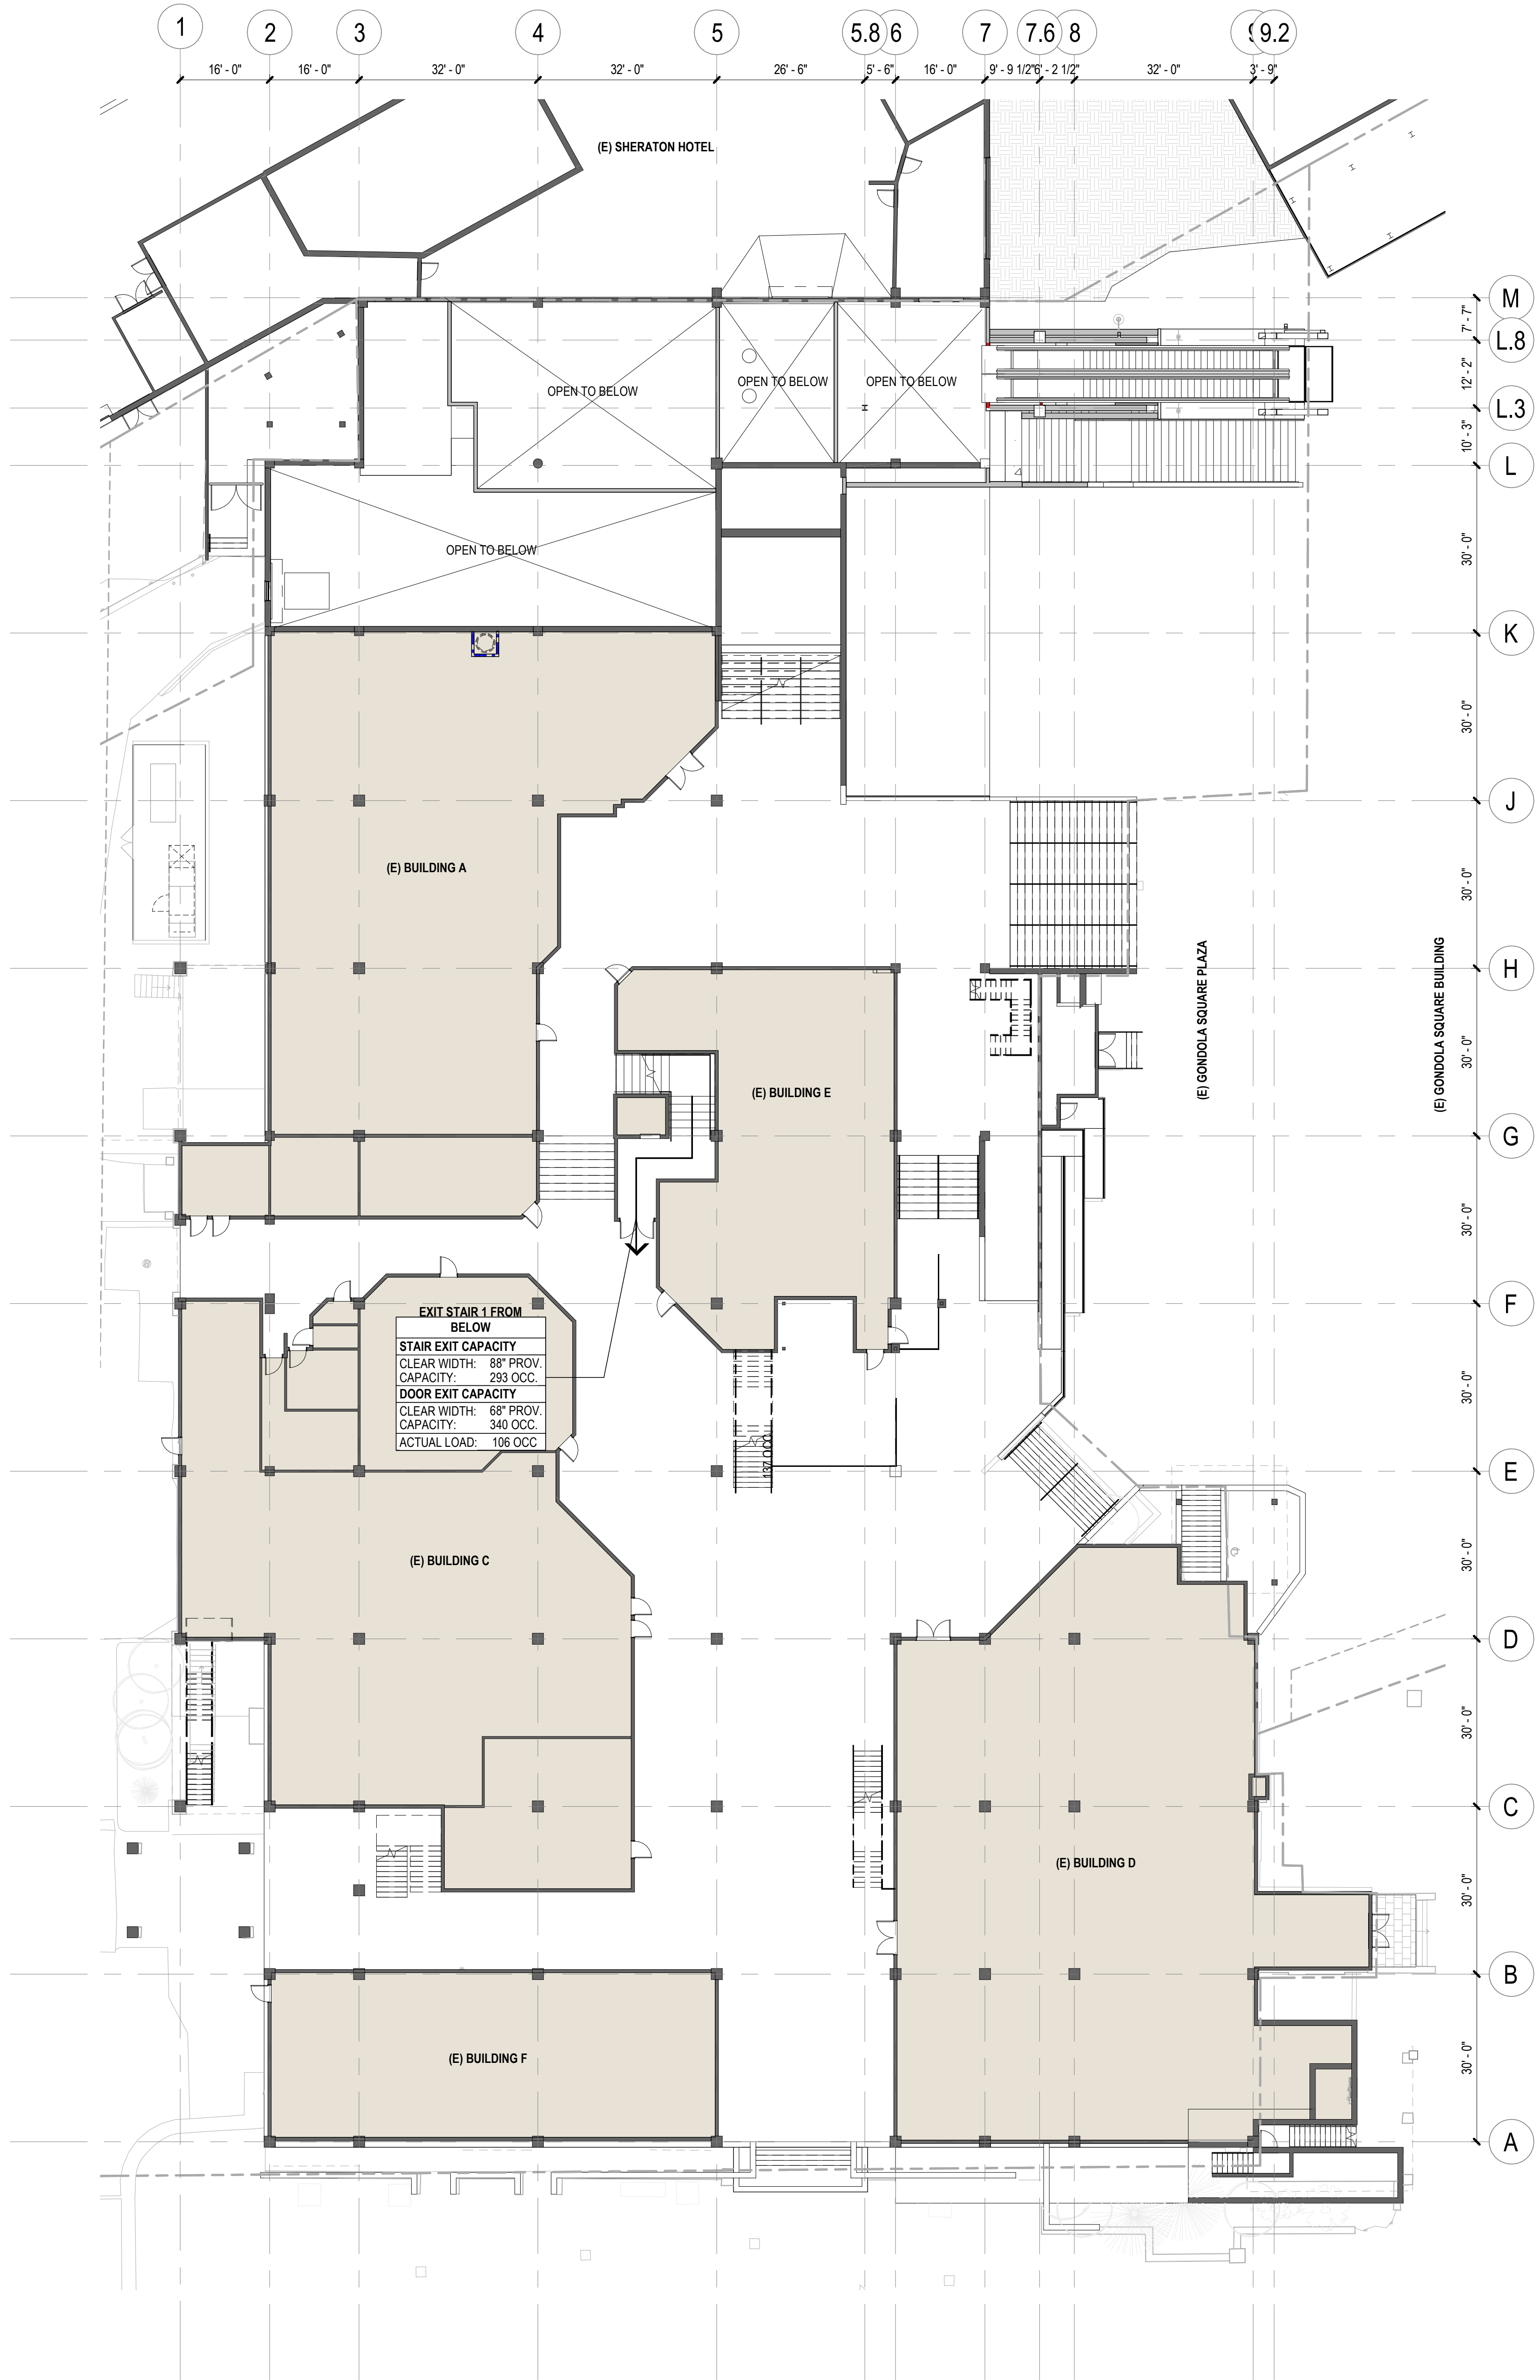 1 2 3 4 5 5.8 6 7 7.6 8 9 9.2
16' - 0" 16' - 0" 32' - 0" 32' - 0" 26' - 6" 5' - 6" 16' - 0" 9' - 9 1/2" 6' - 2 1/2" 32' - 0" 3' - 9"
(E) SHERATON HOTEL
M
7' - 7"
L.8
OPEN TO BELOW
OPEN TO BELOW
OPEN TO BELOW
12' - 2"
L.3
10' - 3"
L
OPEN TO BELOW
30' - 0"
K
30' - 0"
J
(E) BUILDING A
30' - 0"
H
(E) GONDOLA SQUARE PLAZA
(E) GONDOLA SQUARE BUILDING
(E) BUILDING E
30' - 0"
G
30' - 0"
F
EXIT STAIR 1 FROM
BELOW
STAIR EXIT CAPACITY
CLEAR WIDTH: 88" PROV.
CAPACITY: 293 OCC.
DOOR EXIT CAPACITY
CLEAR WIDTH: 68" PROV.
CAPACITY: 340 OCC.
ACTUAL LOAD: 106 OCC
30' - 0"
137 OCC
E
(E) BUILDING C
30' - 0"
D
30' - 0"
C
(E) BUILDING D
30' - 0"
B
(E) BUILDING F
30' - 0"
A